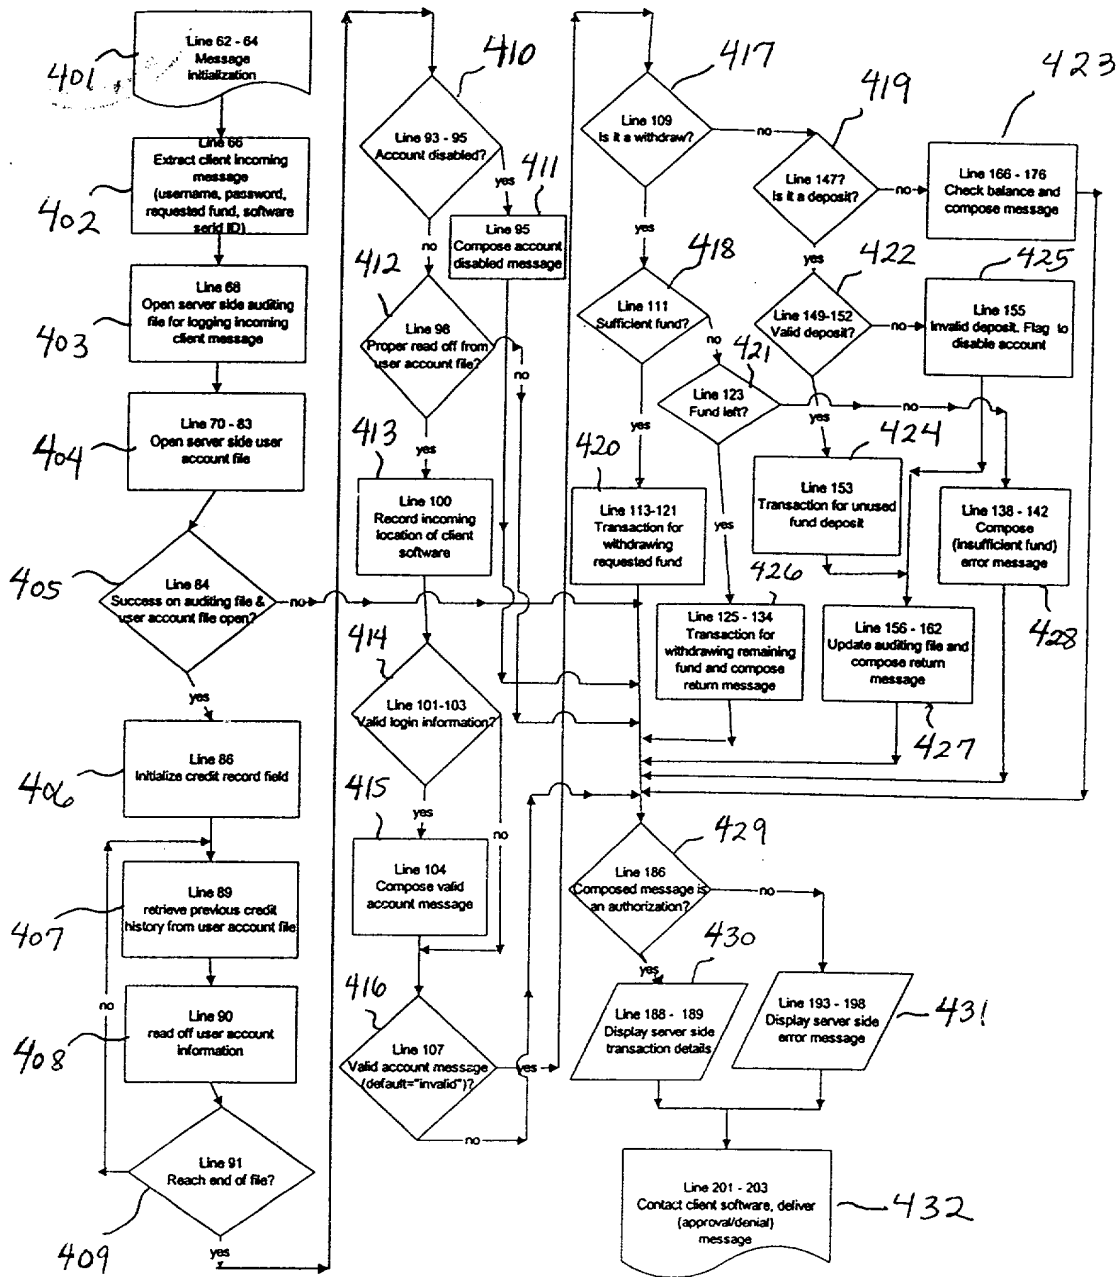 401
Line 62 - 64
Message
initialization
402
Line 66
Extract client incoming
message
(username, password,
requested fund, software
serld ID)
403
Line 68
Open server side auditing
file for logging incoming
client message
404
Line 70 - 83
Open server side user
account file
405
Line 84
Success on auditing file &
user account file open?
no
yes
406
Line 86
Initialize credit record field
407
Line 89
retrieve previous credit
history from user account file
no
408
Line 90
read off user account
information
409
Line 91
Reach end of file?
yes
410
Line 93 - 95
Account disabled?
yes
no
411
Line 95
Compose account
disabled message
412
Line 98
Proper read off from
user account file?
no
yes
413
Line 100
Record incoming
location of client
software
414
Line 101-103
Valid login information?
yes
no
415
Line 104
Compose valid
account message
416
Line 107
Valid account message
(default="invalid")?
yes
no
417
Line 109
Is it a withdraw?
no
yes
418
Line 111
Sufficient fund?
no
yes
419
Line 147?
Is it a deposit?
no
yes
420
Line 113-121
Transaction for
withdrawing
requested fund
421
Line 123
Fund left?
no
yes
422
Line 149-152
Valid deposit?
no
yes
423
Line 166 - 176
Check balance and
compose message
424
Line 153
Transaction for unused
fund deposit
425
Line 155
Invalid deposit. Flag to
disable account
426
Line 125 - 134
Transaction for
withdrawing remaining
fund and compose
return message
427
Line 156 - 162
Update auditing file and
compose return
message
428
Line 138 - 142
Compose
(insufficient fund)
error message
429
Line 186
Composed message is
an authorization?
no
yes
430
Line 188 - 189
Display server side
transaction details
431
Line 193 - 198
Display server side
error message
432
Line 201 - 203
Contact client software, deliver
(approval/denial)
message